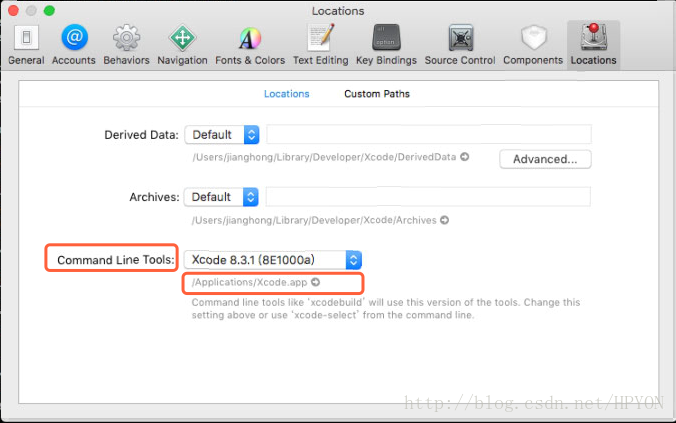 Locations
General Accounts Behaviors Navigation Fonts & Colors Text Editing Key Bindings Source Control Components Locations
Locations Custom Paths
Derived Data: Default
/Users/jianghong/Library/Developer/Xcode/DerivedData
Advanced...
Archives: Default
/Users/jianghong/Library/Developer/Xcode/Archives
Command Line Tools: Xcode 8.3.1 (8E1000a)
/Applications/Xcode.app
Command line tools like `xcodebuild` will use this version of the tools. Change this
setting above or use `xcode-select` from the command line.
http://blog.csdn.net/HPYON